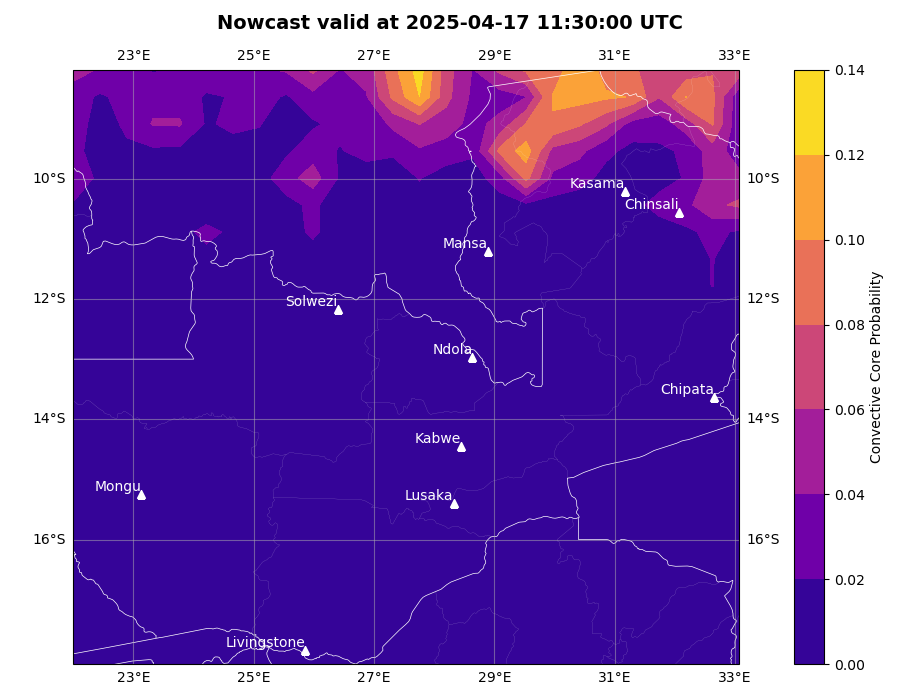 Nowcast valid at 2025-04-17 11:30:00 UTC
23°E 25°E 27°E 29°E 31°E 33°E
0.14
0.12
10°S 10°S
Kasama
Chinsali
0.10
Mansa
12°S 12°S
Solwezi
0.08
Ndola
Chipata
0.06
14°S 14°S
Kabwe
Mongu
Lusaka
0.04
16°S 16°S
0.02
Livingstone
0.00
23°E 25°E 27°E 29°E 31°E 33°E
Convective Core Probability